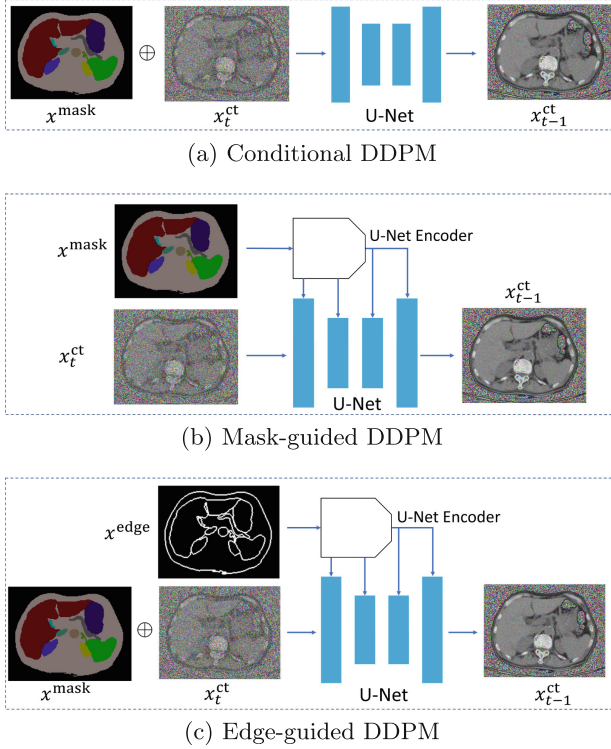 ⊕
x^mask
x_t^ct
U-Net
x_{t-1}^ct
(a) Conditional DDPM
x^mask
U-Net Encoder
x_{t-1}^ct
x_t^ct
U-Net
(b) Mask-guided DDPM
x^edge
U-Net Encoder
⊕
x^mask
x_t^ct
U-Net
x_{t-1}^ct
(c) Edge-guided DDPM